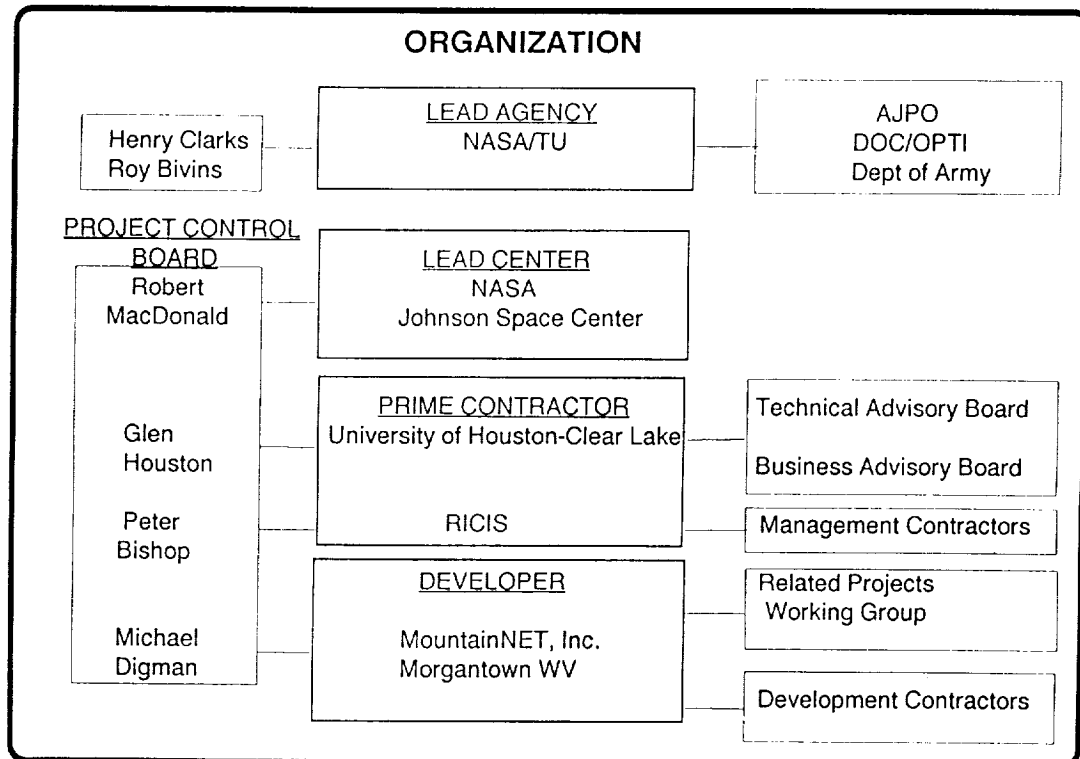 ORGANIZATION
Henry Clarks
Roy Bivins
LEAD AGENCY
NASA/TU
AJPO
DOC/OPTI
Dept of Army
PROJECT CONTROL
BOARD
Robert
MacDonald
LEAD CENTER
NASA
Johnson Space Center
Glen
Houston
PRIME CONTRACTOR
University of Houston-Clear Lake
Technical Advisory Board
Business Advisory Board
Peter
Bishop
RICIS
Management Contractors
Michael
Digman
DEVELOPER
MountainNET, Inc.
Morgantown WV
Related Projects
Working Group
Development Contractors